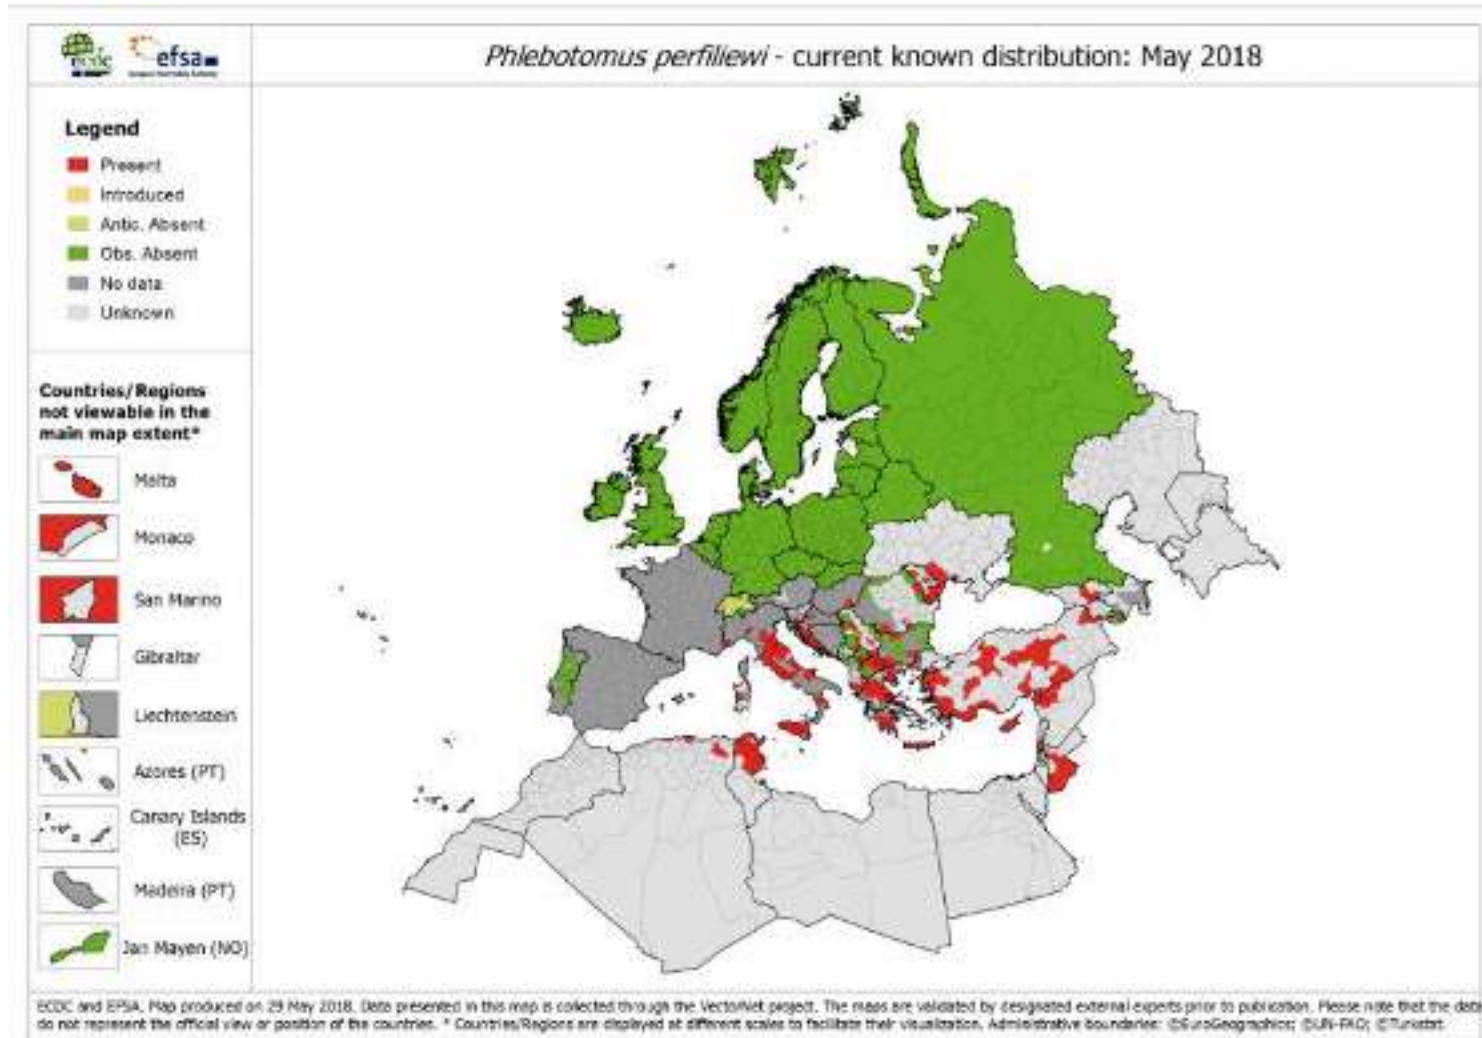 ecdc
efsa
Phlebotomus perfiliewi - current known distribution: May 2018
Legend
Present
Introduced
Antic. Absent
Obs. Absent
No data
Unknown
Countries/Regions
not viewable in the
main map extent*
Malta
Monaco
San Marino
Gibraltar
Liechtenstein
Azores (PT)
Canary Islands
(ES)
Madeira (PT)
Jan Mayen (NO)
ECDC and EFSA. Map produced on 29 May 2018. Data presented in this map is collected through the VectorNet project. The maps are validated by designated external experts prior to publication. Please note that the data
do not represent the official view or position of the countries. * Countries/Regions are displayed at different scales to facilitate their visualization. Administrative boundaries: ©EuroGeographics; ©UN-FAO; ©Turkstat.